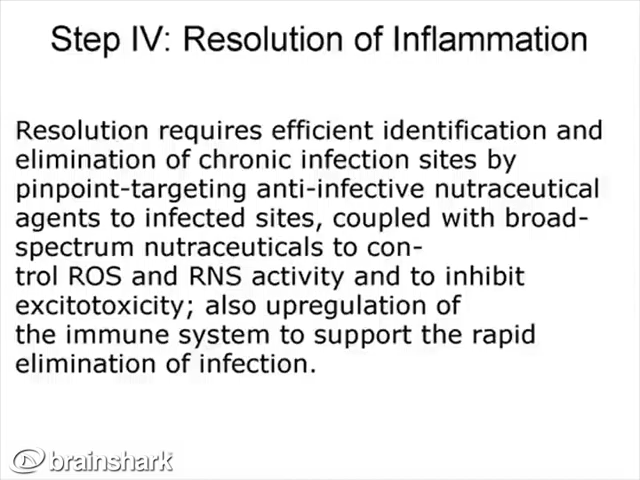 Step IV: Resolution of Inflammation
Resolution requires efficient identification and
elimination of chronic infection sites by
pinpoint-targeting anti-infective nutraceutical
agents to infected sites, coupled with broad-
spectrum nutraceuticals to con-
trol ROS and RNS activity and to inhibit
excitotoxicity; also upregulation of
the immune system to support the rapid
elimination of infection.
brainshark